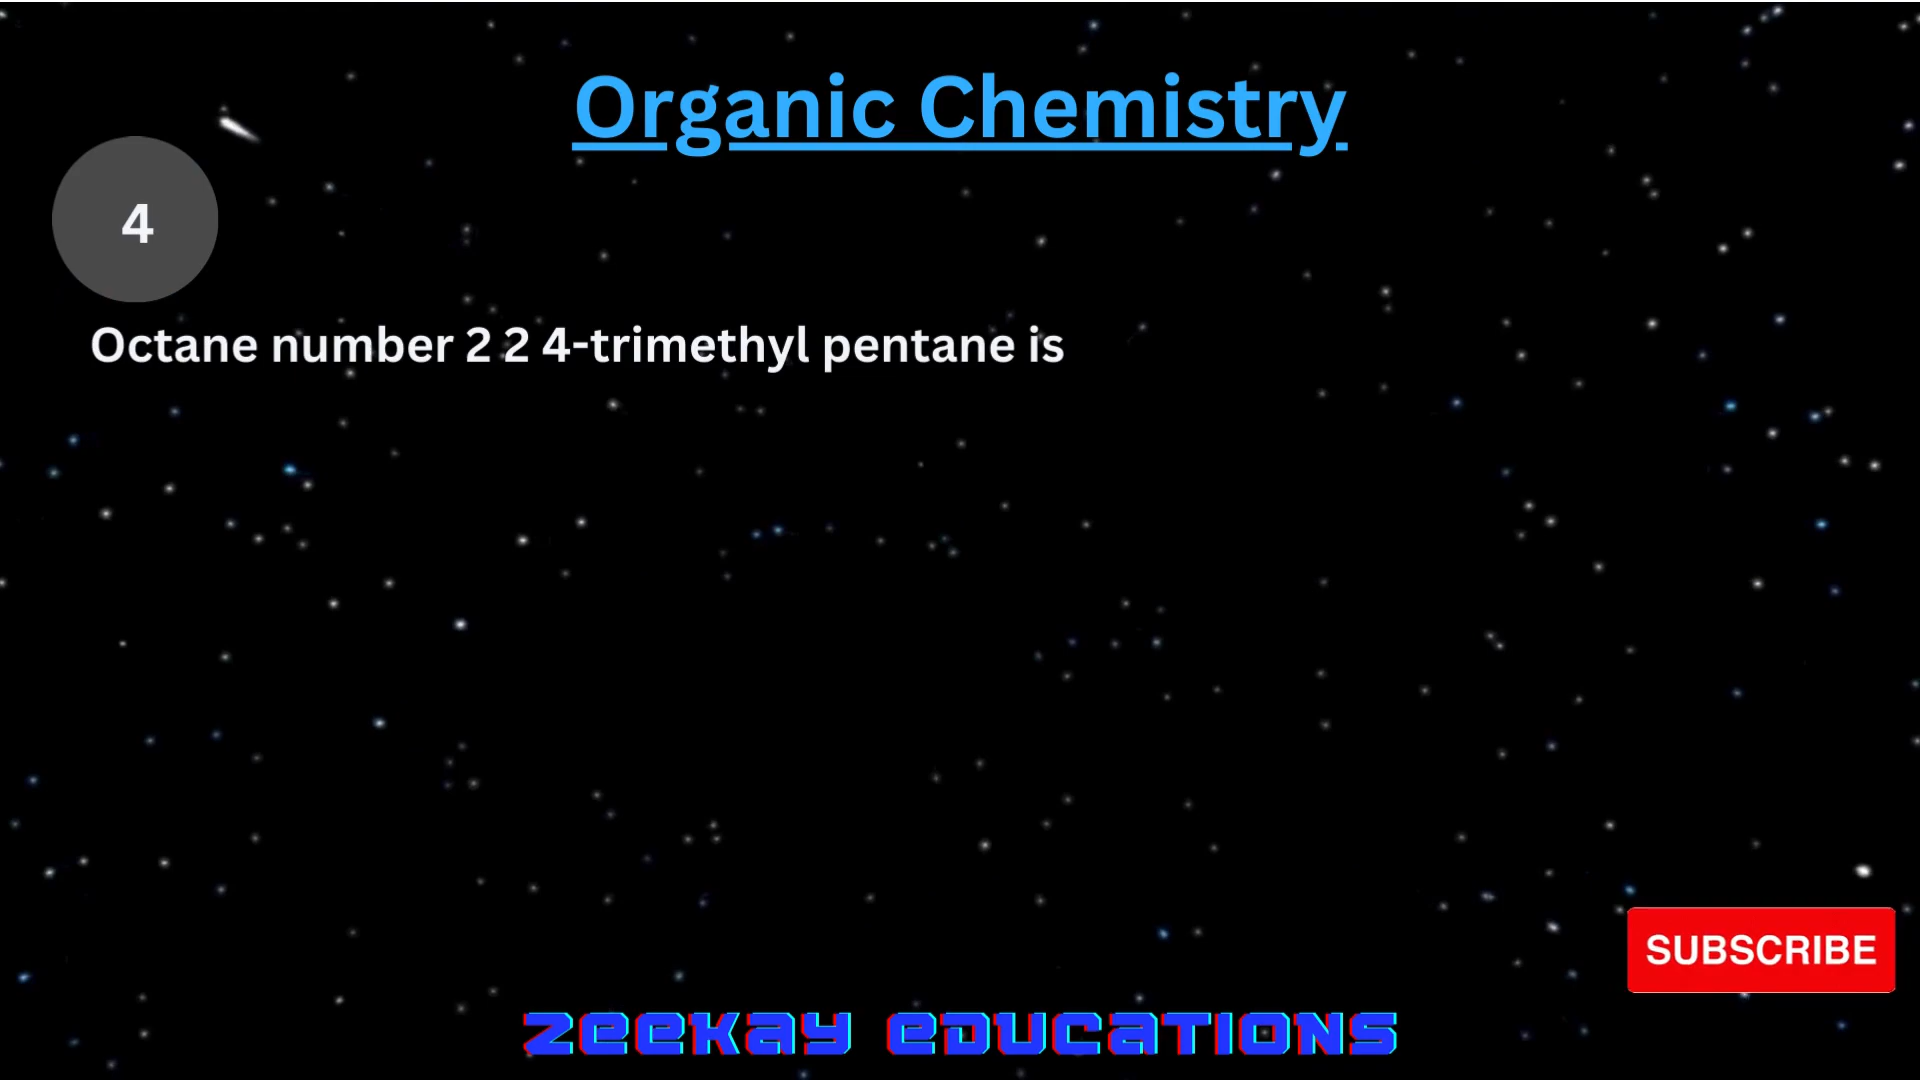 Organic Chemistry
4
Octane number 2 2 4-trimethyl pentane is
SUBSCRIBE
ZEEKAY EDUCATIONS